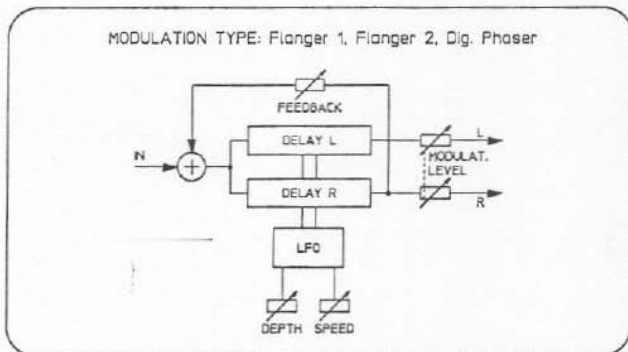 MODULATION TYPE: Flanger 1, Flanger 2, Dig. Phaser
FEEDBACK
IN
DELAY L
L
MODULAT.
LEVEL
DELAY R
R
LFO
DEPTH
SPEED